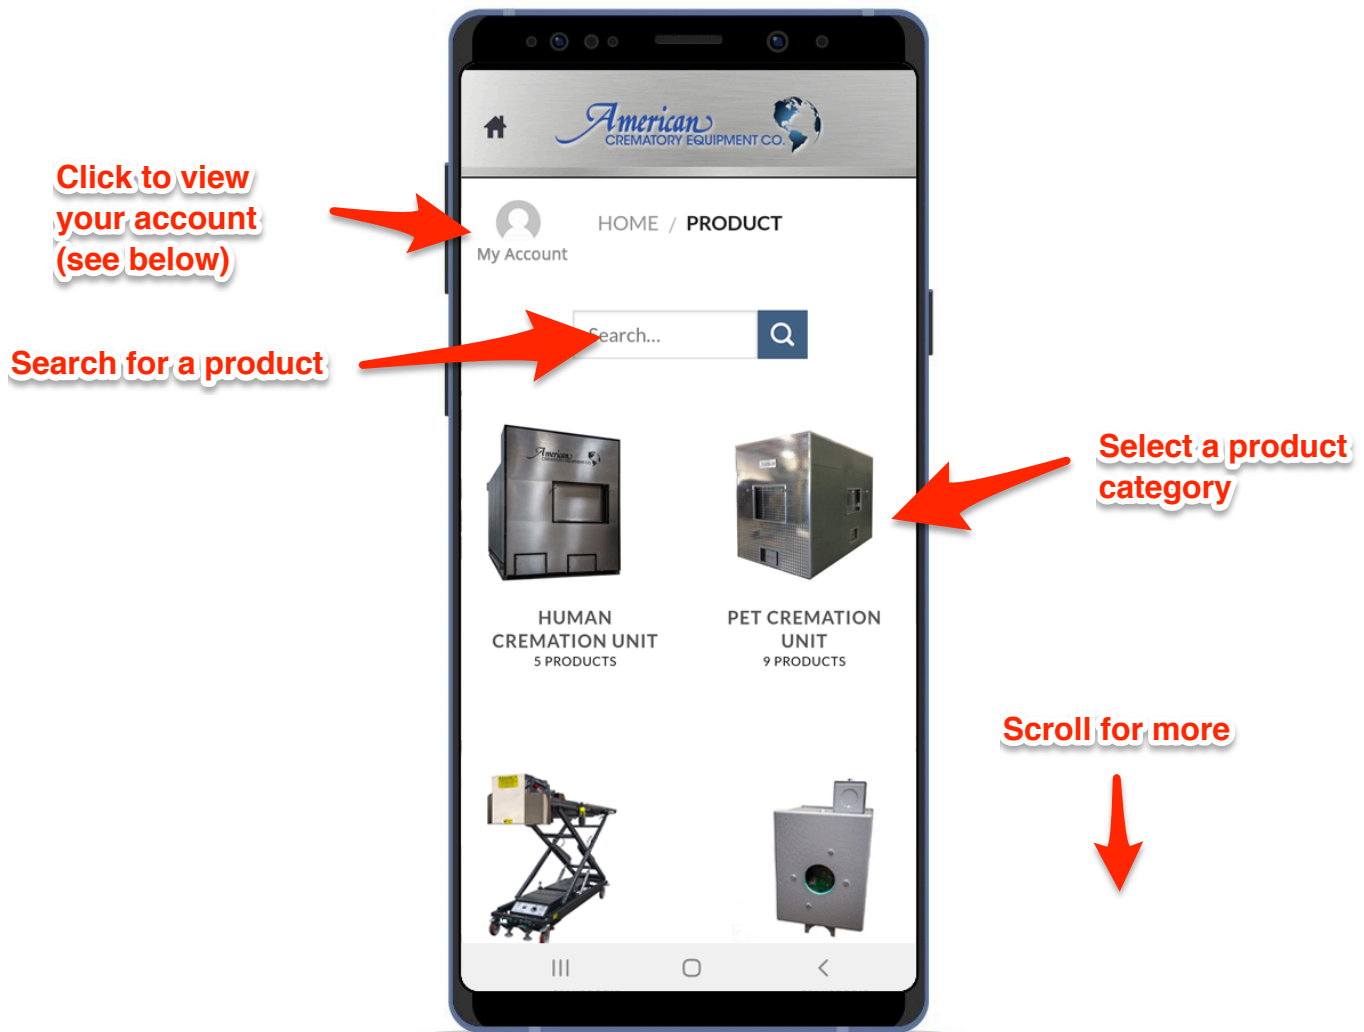 American
CREMATORY EQUIPMENT CO.
Click to view
your account
(see below)
My Account
HOME / PRODUCT
Search for a product
Search...
American
Select a product
category
HUMAN
CREMATION UNIT
5 PRODUCTS
PET CREMATION
UNIT
9 PRODUCTS
Scroll for more